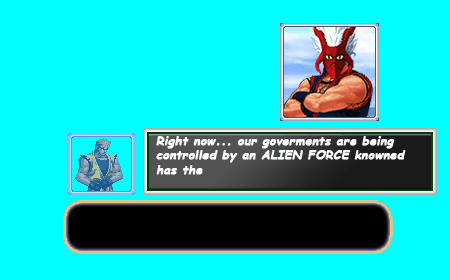 Right now... our goverments are being
controlled by an ALIEN FORCE knowned
has the